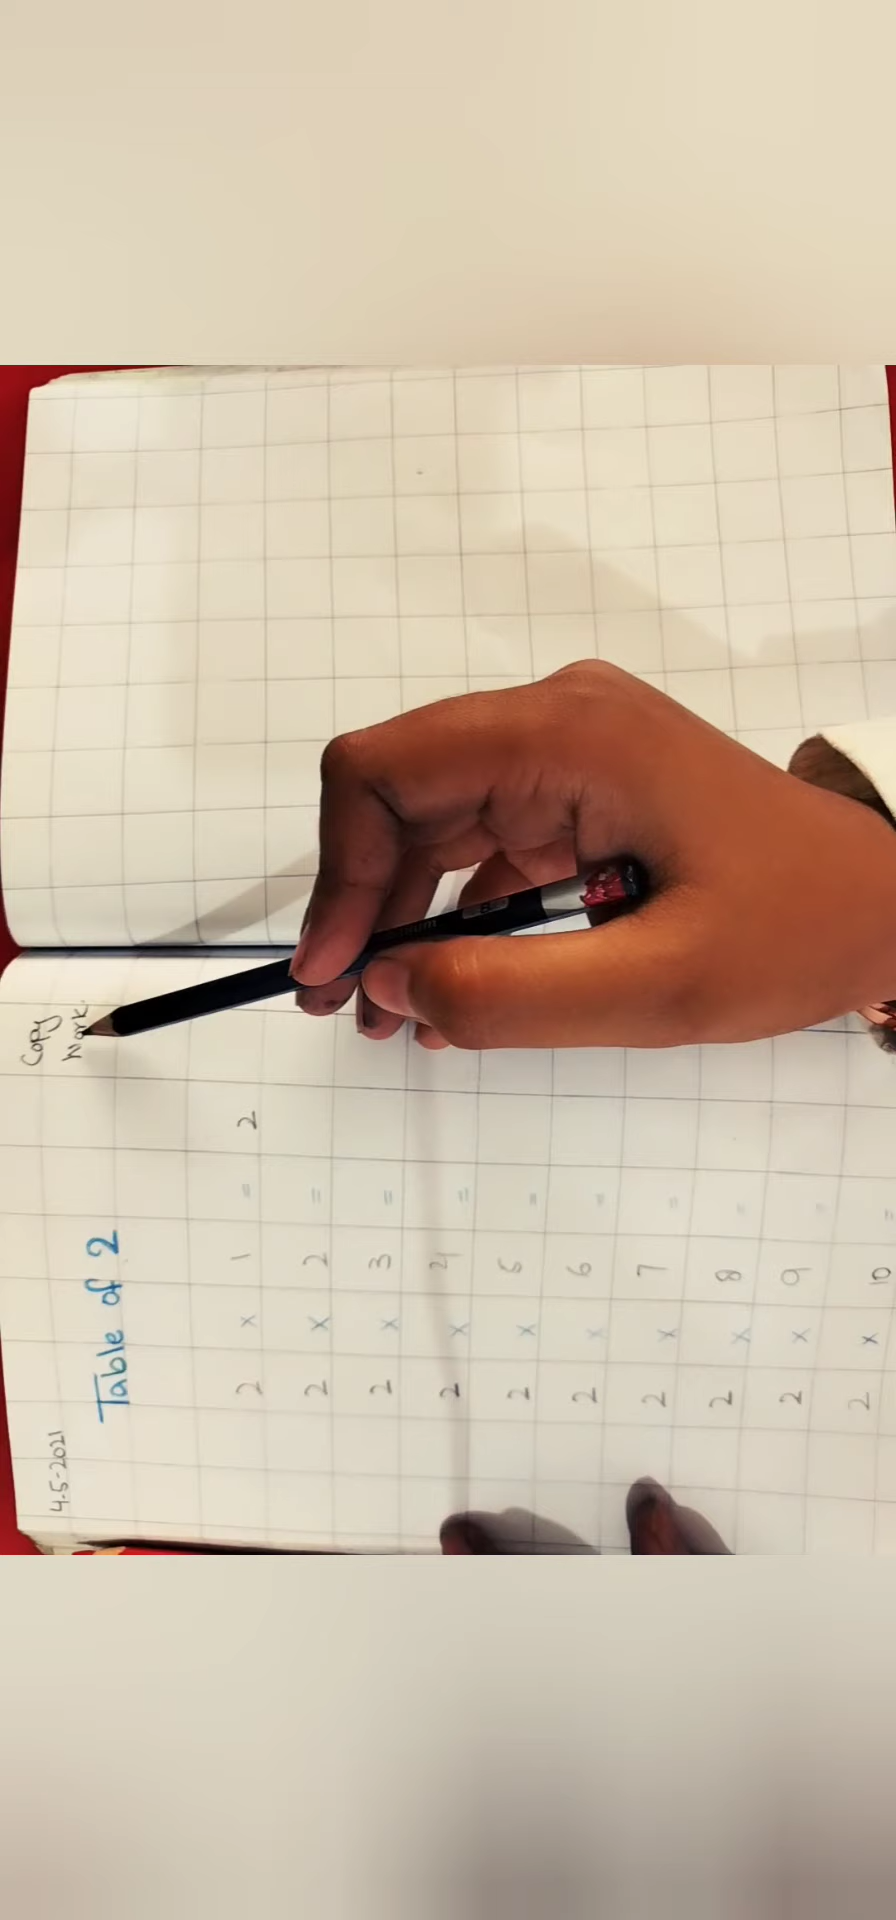 4-5-2021
Copy
Work.
Table of 2
2 x 1 = 2
2 x 2 =
2 x 3 =
2 x 4 =
2 x 5 =
2 x 6 =
2 x 7 =
2 x 8 =
2 x 9 =
2 x 10 =